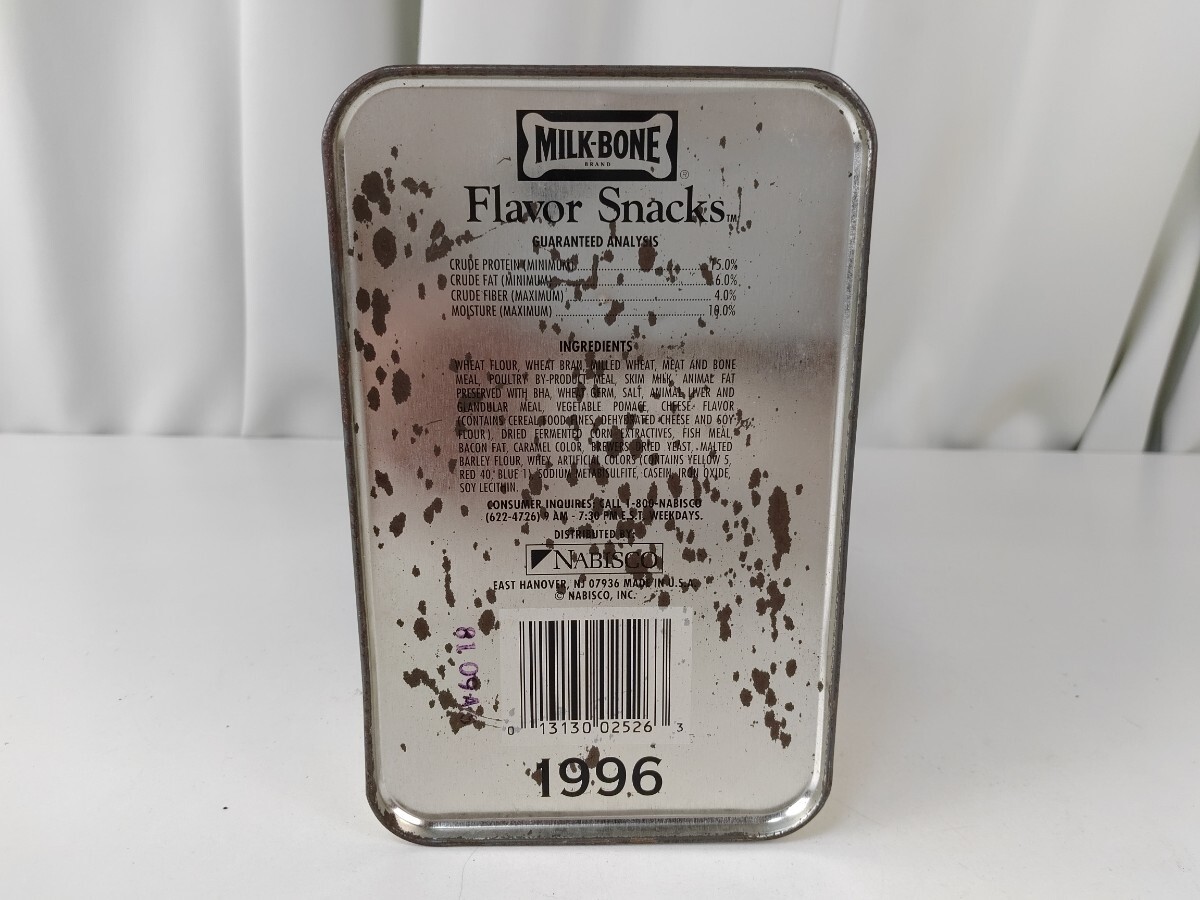 MILK-BONE
BRAND
®
Flavor Snacks™
GUARANTEED ANALYSIS
CRUDE PROTEIN (MINIMUM) 15.0%
CRUDE FAT (MINIMUM) 6.0%
CRUDE FIBER (MAXIMUM) 4.0%
MOISTURE (MAXIMUM) 10.0%
INGREDIENTS
WHEAT FLOUR, WHEAT BRAN, MILLED WHEAT, MEAT AND BONE
MEAL, POULTRY BY-PRODUCT MEAL, SKIM MILK, ANIMAL FAT
PRESERVED WITH BHA, WHEAT GERM, SALT, ANIMAL LIVER AND
GLANDULAR MEAL, VEGETABLE POMACE, CHEESE FLAVOR
(CONTAINS CEREAL FOOD FINES, DEHYDRATED CHEESE AND SOY
FLOUR), DRIED FERMENTED CORN EXTRACTIVES, FISH MEAL,
BACON FAT, CARAMEL COLOR, BREWERS DRIED YEAST, MALTED
BARLEY FLOUR, WHEY, ARTIFICIAL COLORS (CONTAINS YELLOW 5,
RED 40, BLUE 1), SODIUM METABISULFITE, CASEIN, IRON OXIDE,
SOY LECITHIN.
CONSUMER INQUIRES: CALL 1-800-NABISCO
(622-4726) 9 AM - 7:30 PM E.S.T. WEEKDAYS.
DISTRIBUTED BY:
NABISCO
EAST HANOVER, NJ 07936 MADE IN U.S.A.
© NABISCO, INC.
0 13130 02526 3
1996